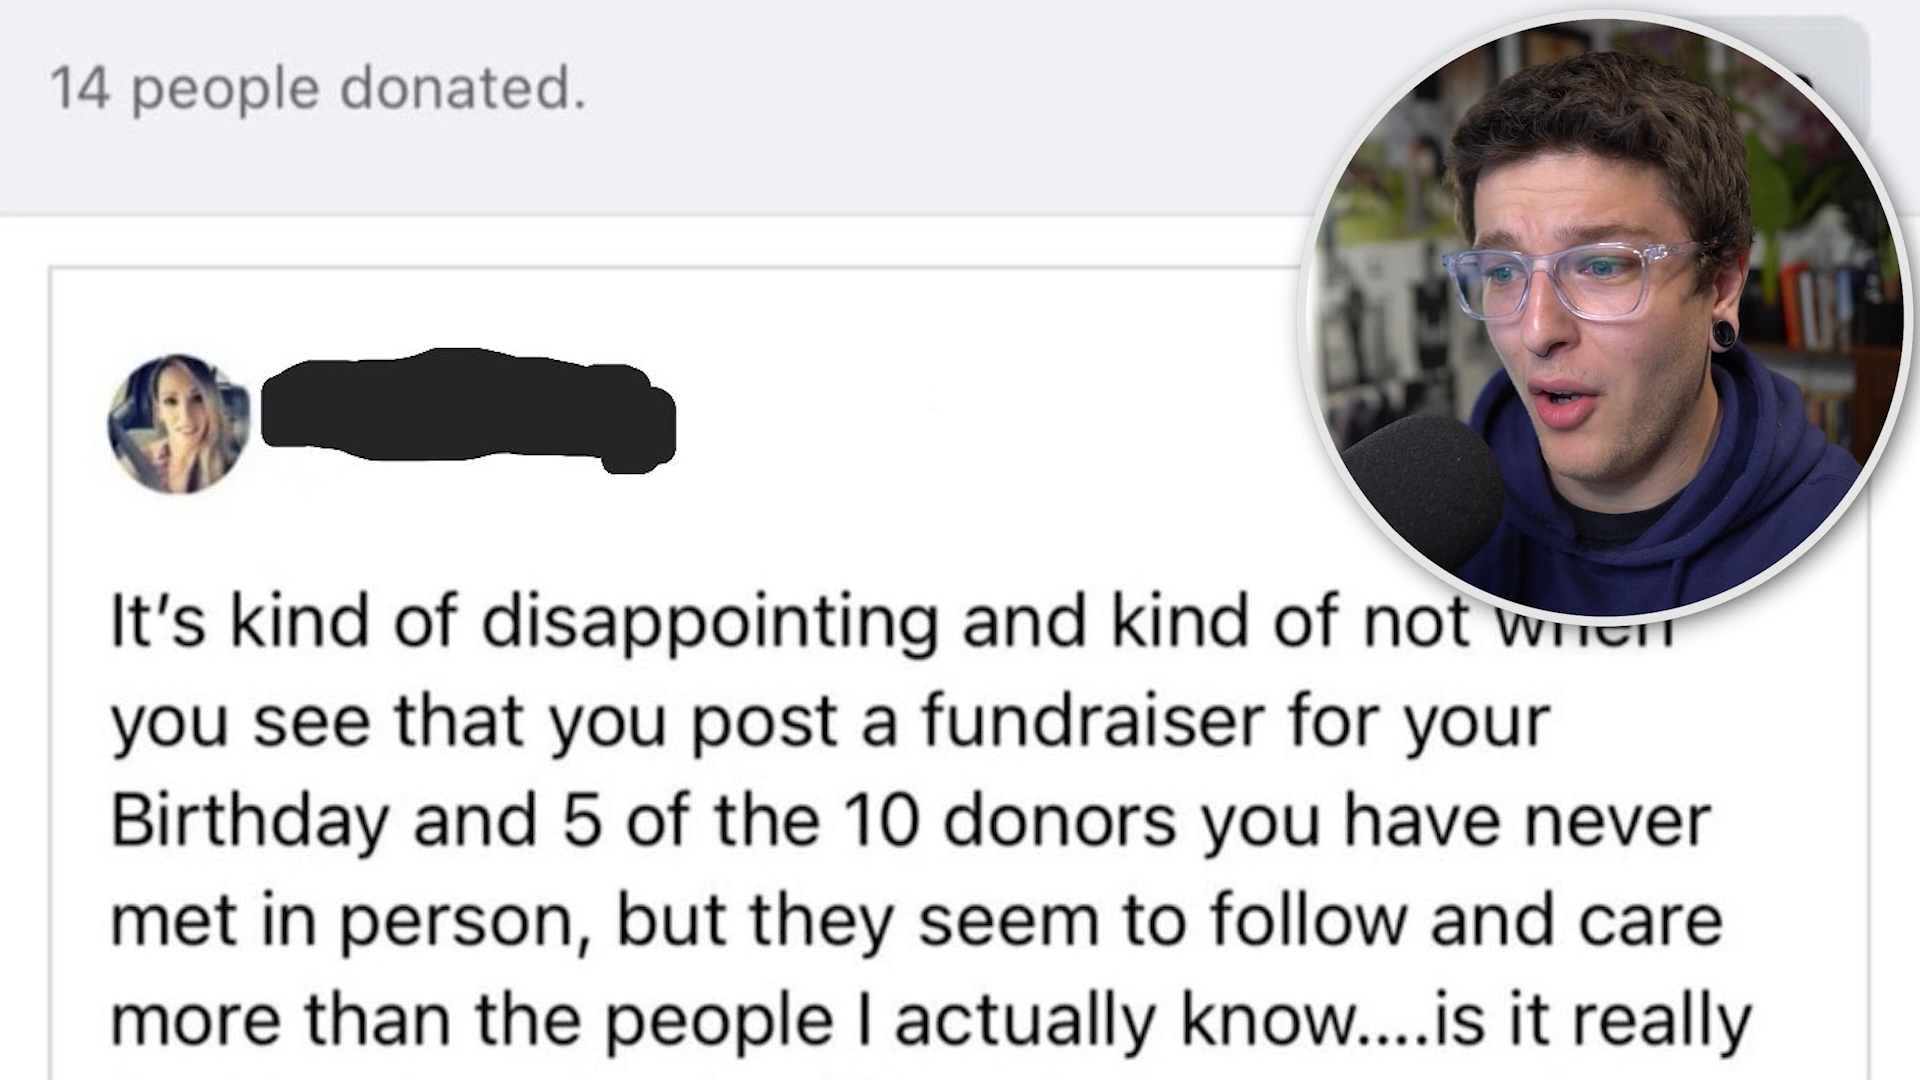 14 people donated.
It's kind of disappointing and kind of not when
you see that you post a fundraiser for your
Birthday and 5 of the 10 donors you have never
met in person, but they seem to follow and care
more than the people I actually know....is it really